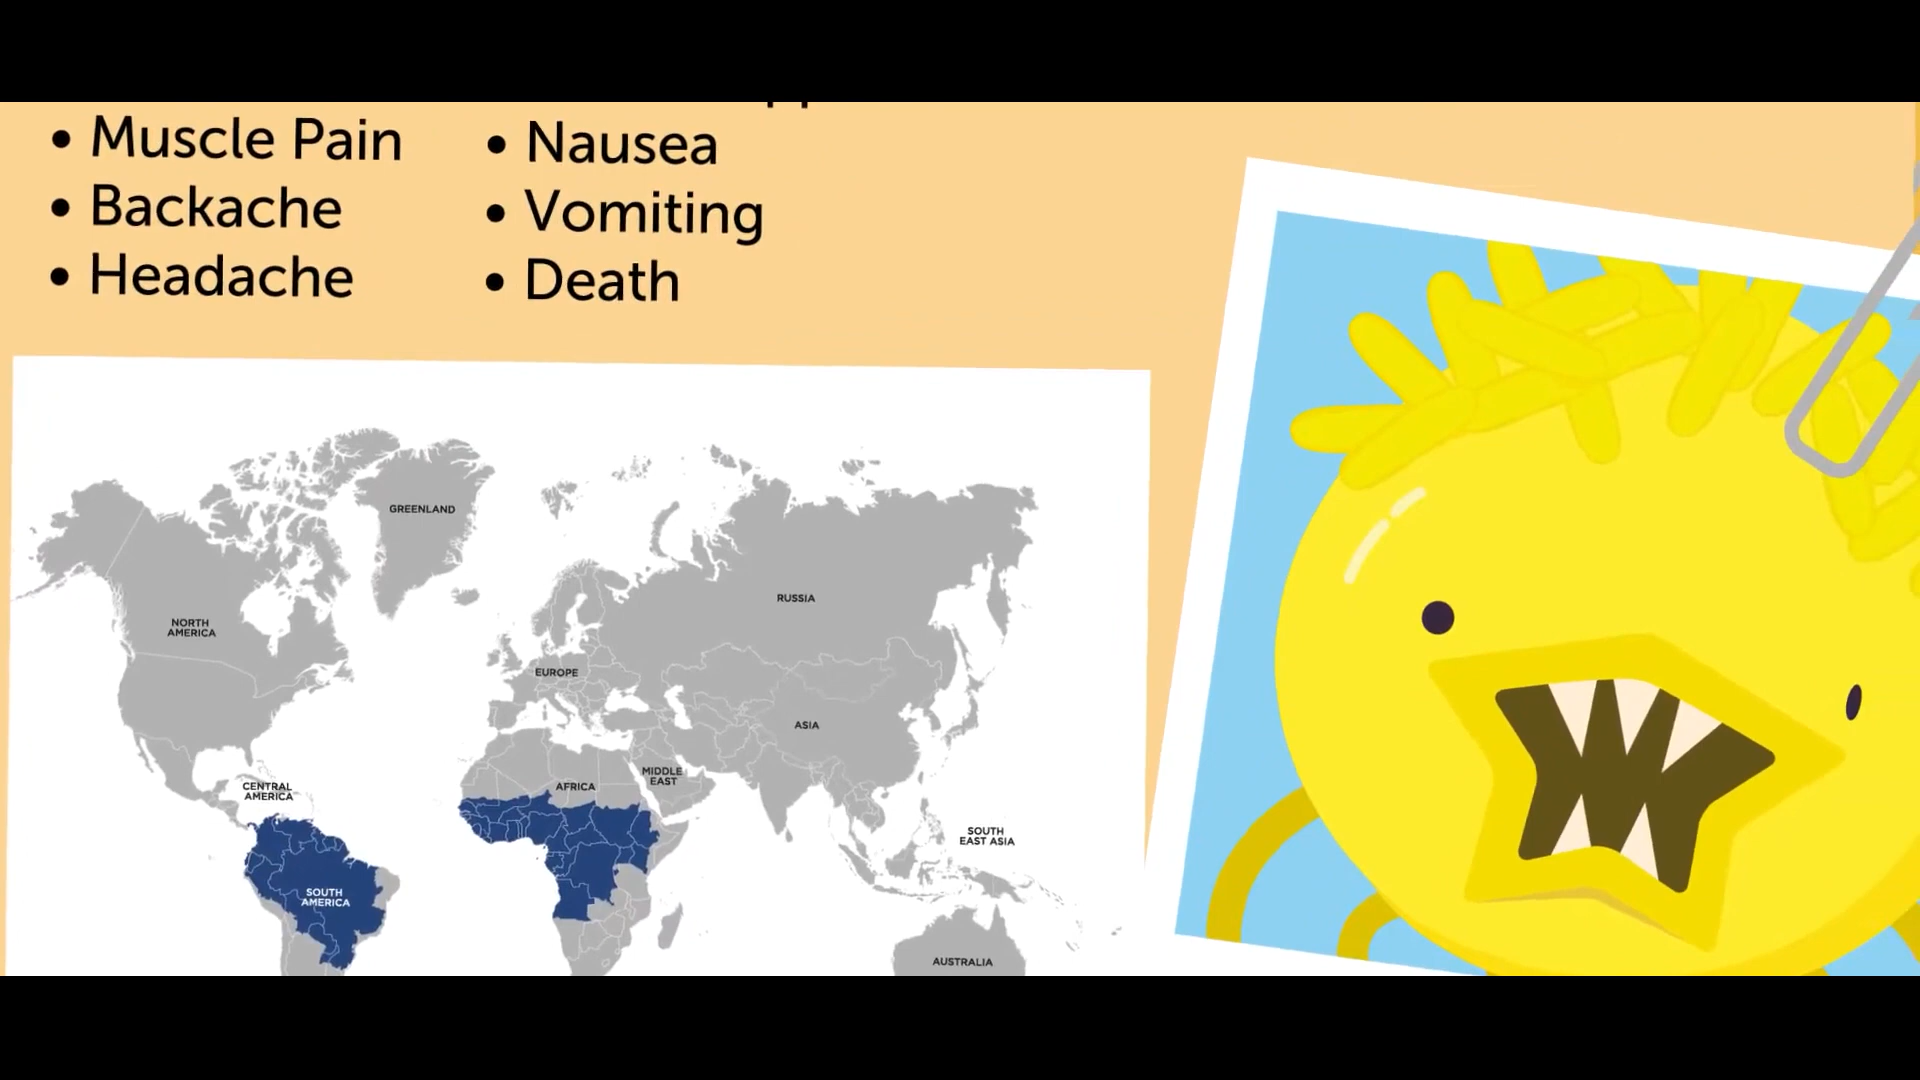 • Muscle Pain
• Backache
• Headache
• Nausea
• Vomiting
• Death
GREENLAND
NORTH
AMERICA
RUSSIA
EUROPE
ASIA
CENTRAL
AMERICA
AFRICA
MIDDLE
EAST
SOUTH
EAST ASIA
SOUTH
AMERICA
AUSTRALIA